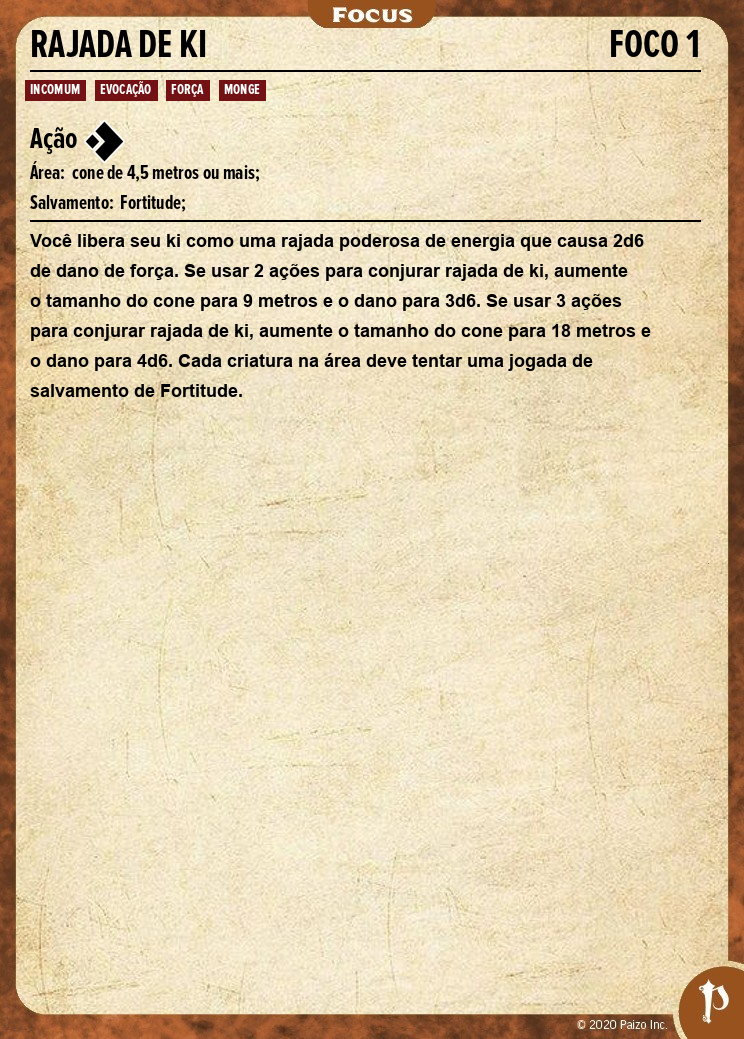 Focus
RAJADA DE KI FOCO 1
INCOMUM EVOCAÇÃO FORÇA MONGE
Ação
Área: cone de 4,5 metros ou mais;
Salvamento: Fortitude;
Você libera seu ki como uma rajada poderosa de energia que causa 2d6
de dano de força. Se usar 2 ações para conjurar rajada de ki, aumente
o tamanho do cone para 9 metros e o dano para 3d6. Se usar 3 ações
para conjurar rajada de ki, aumente o tamanho do cone para 18 metros e
o dano para 4d6. Cada criatura na área deve tentar uma jogada de
salvamento de Fortitude.
P
© 2020 Paizo Inc.